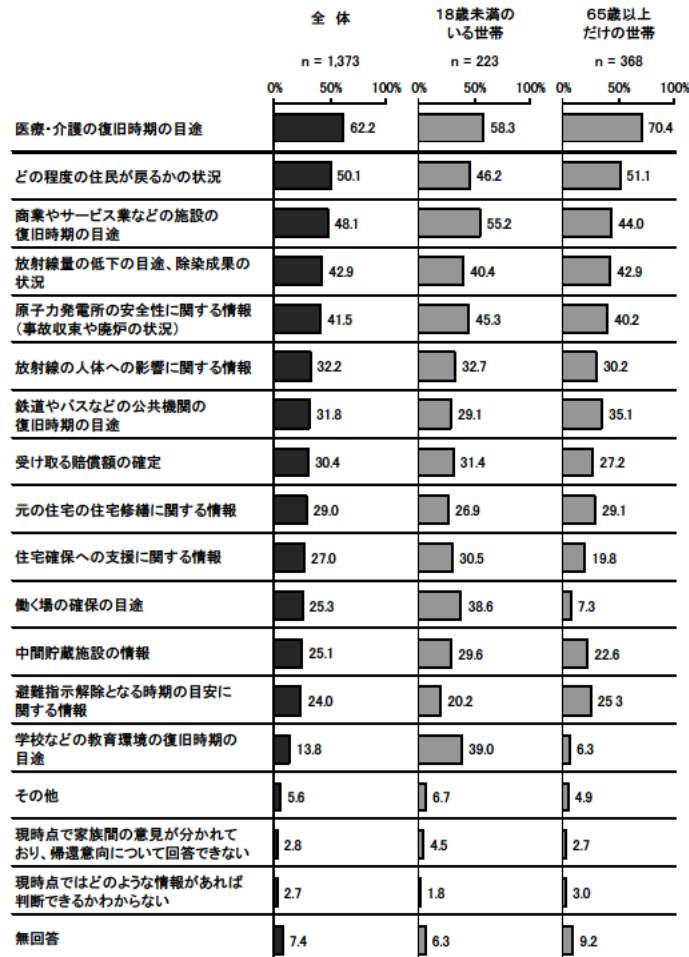 全 体
18歳未満の
いる世帯
65歳以上
だけの世帯
n = 1,373
n = 223
n = 368
0% 50% 100% 0% 50% 100% 0% 50% 100%
医療・介護の復旧時期の目途 62.2 58.3 70.4
どの程度の住民が戻るかの状況 50.1 46.2 51.1
商業やサービス業などの施設の
復旧時期の目途 48.1 55.2 44.0
放射線量の低下の目途、除染成果の
状況 42.9 40.4 42.9
原子力発電所の安全性に関する情報
（事故収束や廃炉の状況） 41.5 45.3 40.2
放射線の人体への影響に関する情報 32.2 32.7 30.2
鉄道やバスなどの公共機関の
復旧時期の目途 31.8 29.1 35.1
受け取る賠償額の確定 30.4 31.4 27.2
元の住宅の住宅修繕に関する情報 29.0 26.9 29.1
住宅確保への支援に関する情報 27.0 30.5 19.8
働く場の確保の目途 25.3 38.6 7.3
中間貯蔵施設の情報 25.1 29.6 22.6
避難指示解除となる時期の目安に
関する情報 24.0 20.2 25 3
学校などの教育環境の復旧時期の
目途 13.8 39.0 6.3
その他 5.6 6.7 4.9
現時点で家族間の意見が分かれて
おり、帰還意向について回答できない 2.8 4.5 2.7
現時点ではどのような情報があれば
判断できるかわからない 2.7 1.8 3.0
無回答 7.4 6.3 9.2